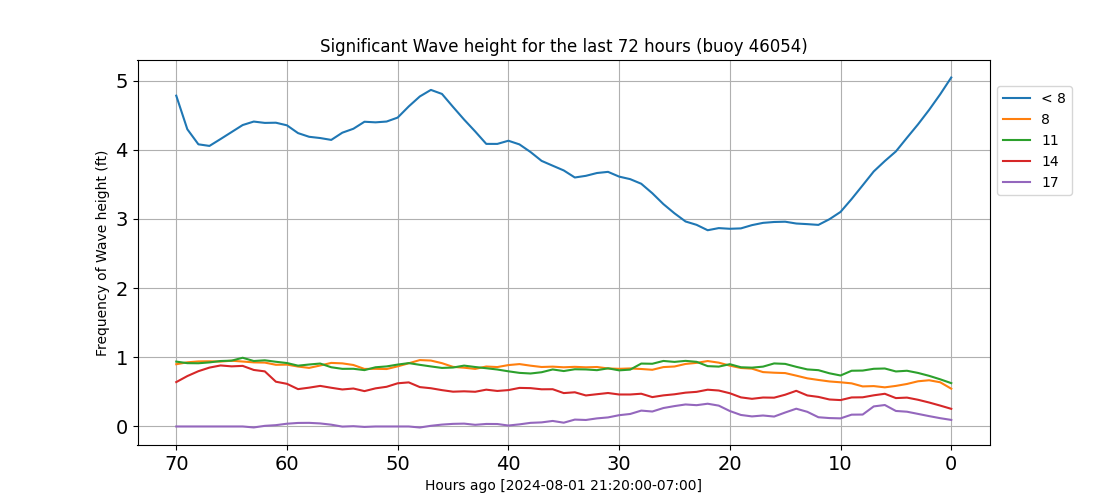 Significant Wave height for the last 72 hours (buoy 46054)
Frequency of Wave height (ft)
5
4
3
2
1
0
70 60 50 40 30 20 10 0
Hours ago [2024-08-01 21:20:00-07:00]
< 8
8
11
14
17